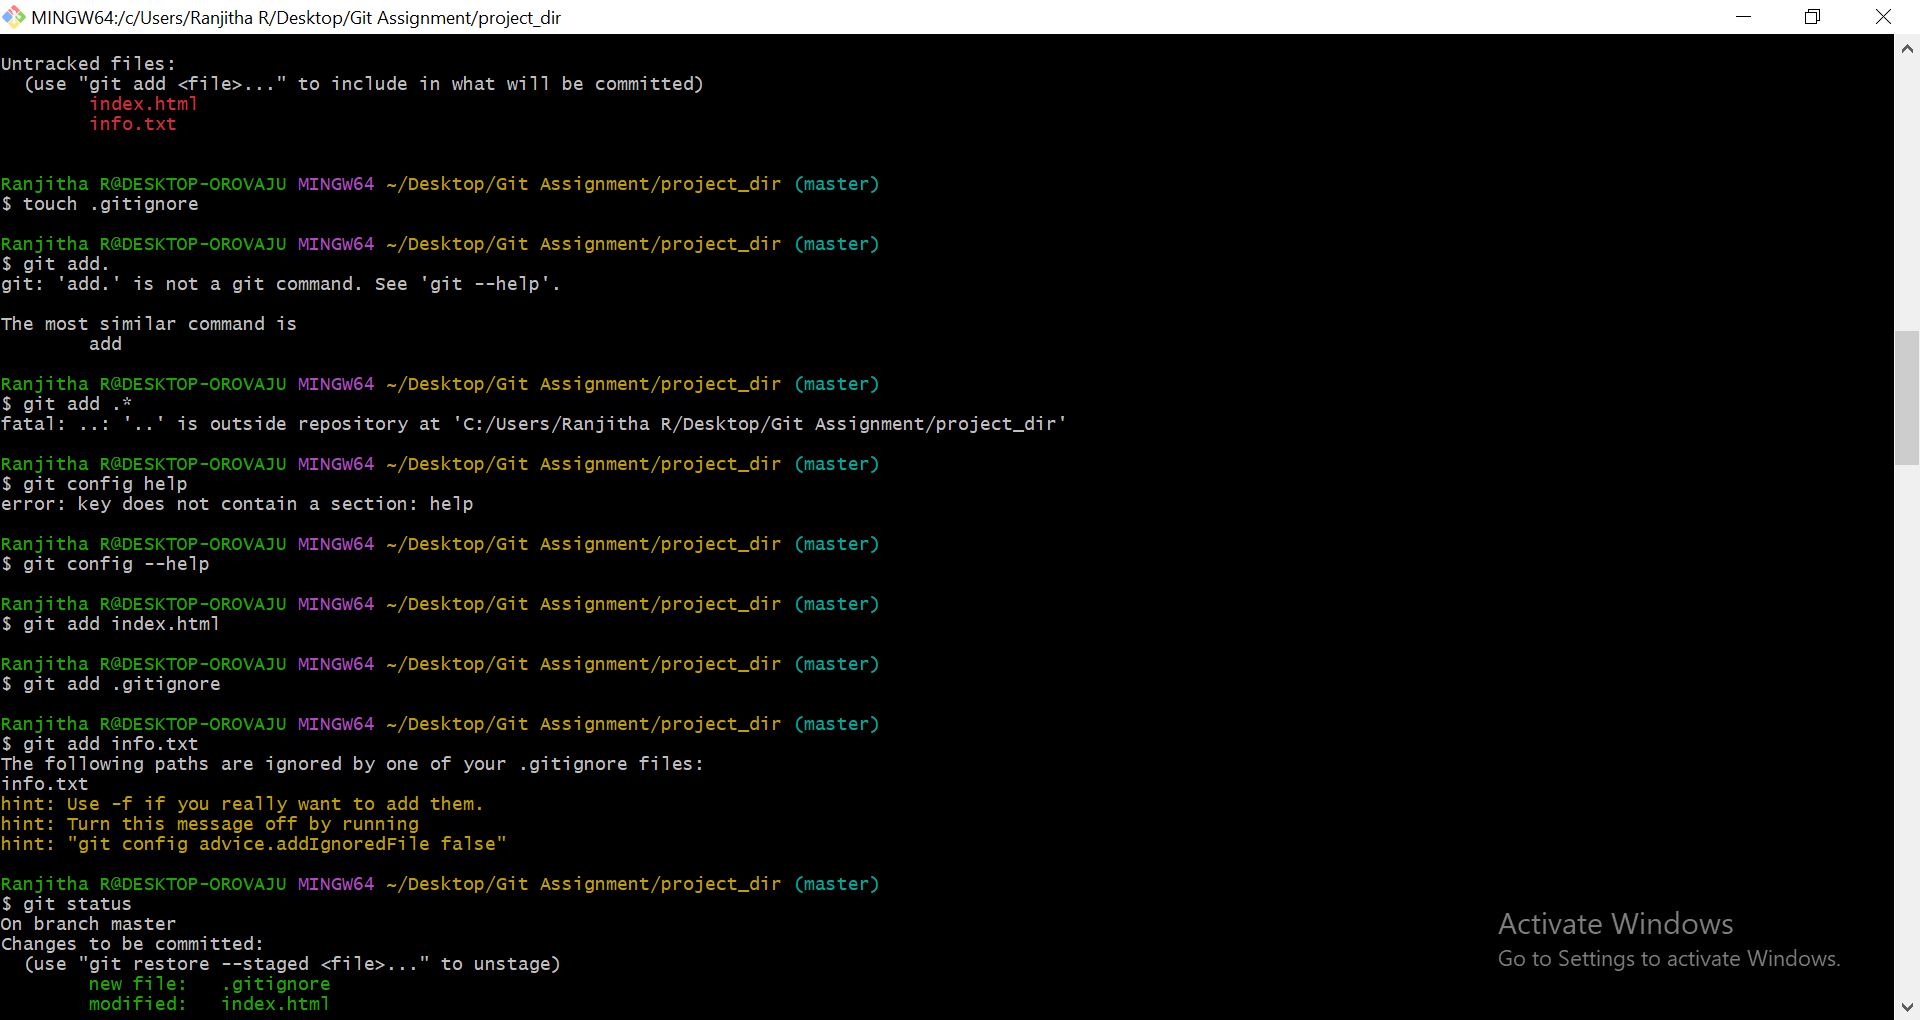 MINGW64:/c/Users/Ranjitha R/Desktop/Git Assignment/project_dir
Untracked files:
  (use "git add <file>..." to include in what will be committed)
        index.html
        info.txt
Ranjitha R@DESKTOP-OROVAJU MINGW64 ~/Desktop/Git Assignment/project_dir (master)
$ touch .gitignore
Ranjitha R@DESKTOP-OROVAJU MINGW64 ~/Desktop/Git Assignment/project_dir (master)
$ git add.
git: 'add.' is not a git command. See 'git --help'.
The most similar command is
        add
Ranjitha R@DESKTOP-OROVAJU MINGW64 ~/Desktop/Git Assignment/project_dir (master)
$ git add .*
fatal: ..: '..' is outside repository at 'C:/Users/Ranjitha R/Desktop/Git Assignment/project_dir'
Ranjitha R@DESKTOP-OROVAJU MINGW64 ~/Desktop/Git Assignment/project_dir (master)
$ git config help
error: key does not contain a section: help
Ranjitha R@DESKTOP-OROVAJU MINGW64 ~/Desktop/Git Assignment/project_dir (master)
$ git config --help
Ranjitha R@DESKTOP-OROVAJU MINGW64 ~/Desktop/Git Assignment/project_dir (master)
$ git add index.html
Ranjitha R@DESKTOP-OROVAJU MINGW64 ~/Desktop/Git Assignment/project_dir (master)
$ git add .gitignore
Ranjitha R@DESKTOP-OROVAJU MINGW64 ~/Desktop/Git Assignment/project_dir (master)
$ git add info.txt
The following paths are ignored by one of your .gitignore files:
info.txt
hint: Use -f if you really want to add them.
hint: Turn this message off by running
hint: "git config advice.addIgnoredFile false"
Ranjitha R@DESKTOP-OROVAJU MINGW64 ~/Desktop/Git Assignment/project_dir (master)
$ git status
On branch master
Changes to be committed:
  (use "git restore --staged <file>..." to unstage)
        new file:   .gitignore
        modified:   index.html
Activate Windows
Go to Settings to activate Windows.